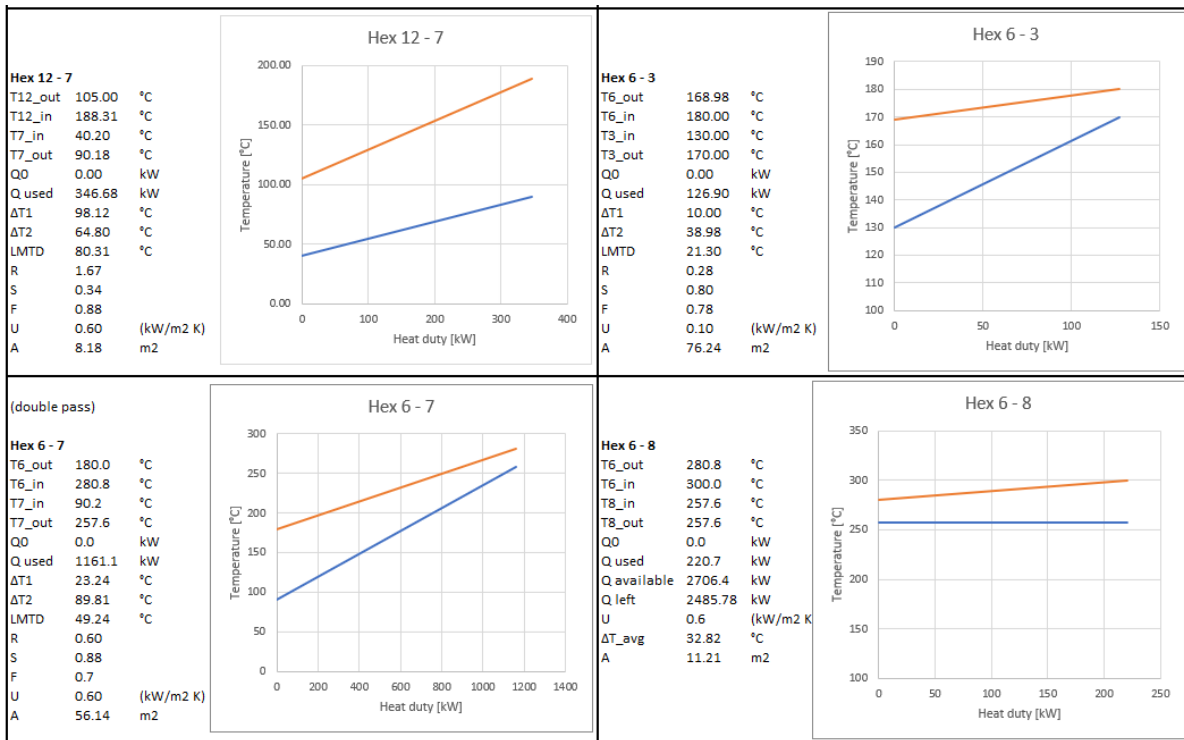 Hex 12 - 7
T12_out 105.00 °C
T12_in 188.31 °C
T7_in 40.20 °C
T7_out 90.18 °C
Q0 0.00 kW
Q used 346.68 kW
ΔT1 98.12 °C
ΔT2 64.80 °C
LMTD 80.31 °C
R 1.67
S 0.34
F 0.88
U 0.60 (kW/m2 K)
A 8.18 m2
Hex 12 - 7
Temperature [°C]
200.00
150.00
100.00
50.00
0.00
0 100 200 300 400
Heat duty [kW]
Hex 6 - 3
T6_out 168.98 °C
T6_in 180.00 °C
T3_in 130.00 °C
T3_out 170.00 °C
Q0 0.00 kW
Q used 126.90 kW
ΔT1 10.00 °C
ΔT2 38.98 °C
LMTD 21.30 °C
R 0.28
S 0.80
F 0.78
U 0.10 (kW/m2 K)
A 76.24 m2
Hex 6 - 3
Temperature [°C]
190
180
170
160
150
140
130
120
110
100
0 50 100 150
Heat duty [kW]
(double pass)
Hex 6 - 7
T6_out 180.0 °C
T6_in 280.8 °C
T7_in 90.2 °C
T7_out 257.6 °C
Q0 0.0 kW
Q used 1161.1 kW
ΔT1 23.24 °C
ΔT2 89.81 °C
LMTD 49.24 °C
R 0.60
S 0.88
F 0.7
U 0.60 (kW/m2 K)
A 56.14 m2
Hex 6 - 7
Temperature [°C]
300
250
200
150
100
50
0
0 200 400 600 800 1000 1200 1400
Heat duty [kW]
Hex 6 - 8
T6_out 280.8 °C
T6_in 300.0 °C
T8_in 257.6 °C
T8_out 257.6 °C
Q0 0.0 kW
Q used 220.7 kW
Q available 2706.4 kW
Q left 2485.78 kW
U 0.6 (kW/m2 K
ΔT_avg 32.82 °C
A 11.21 m2
Hex 6 - 8
Temperature [°C]
350
300
250
200
150
100
0 50 100 150 200 250
Heat duty [kW]